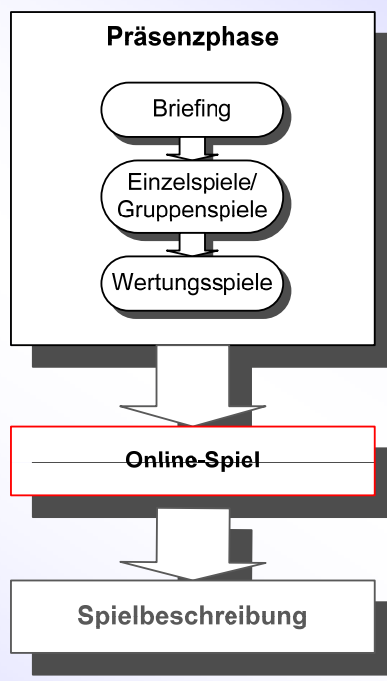 Präsenzphase
Briefing
Einzelspiele/
Gruppenspiele
Wertungsspiele
Online-Spiel
Spielbeschreibung